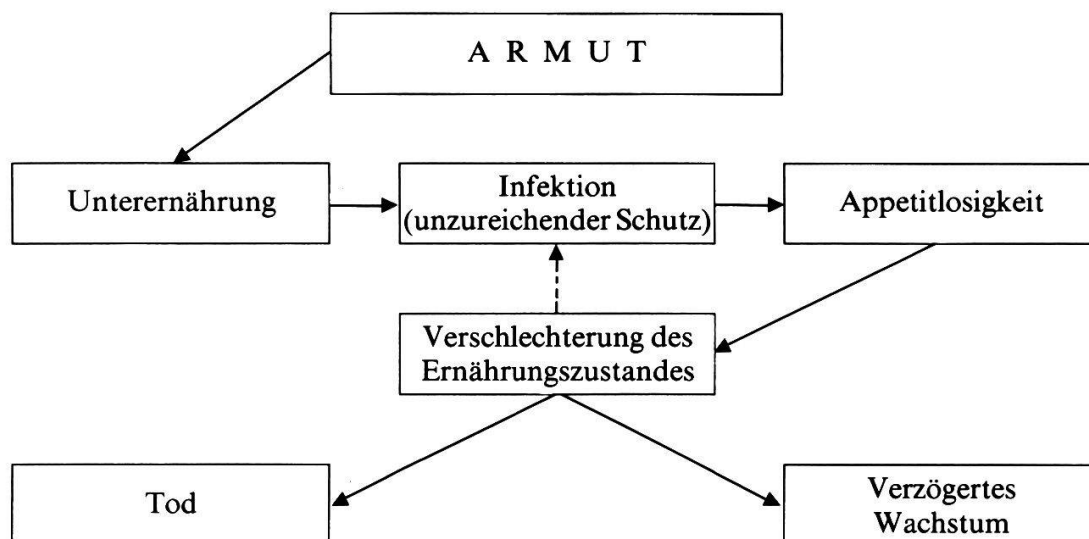 A R M U T
Unterernährung
Infektion
(unzureichender Schutz)
Appetitlosigkeit
Verschlechterung des
Ernährungszustandes
Tod
Verzögertes
Wachstum